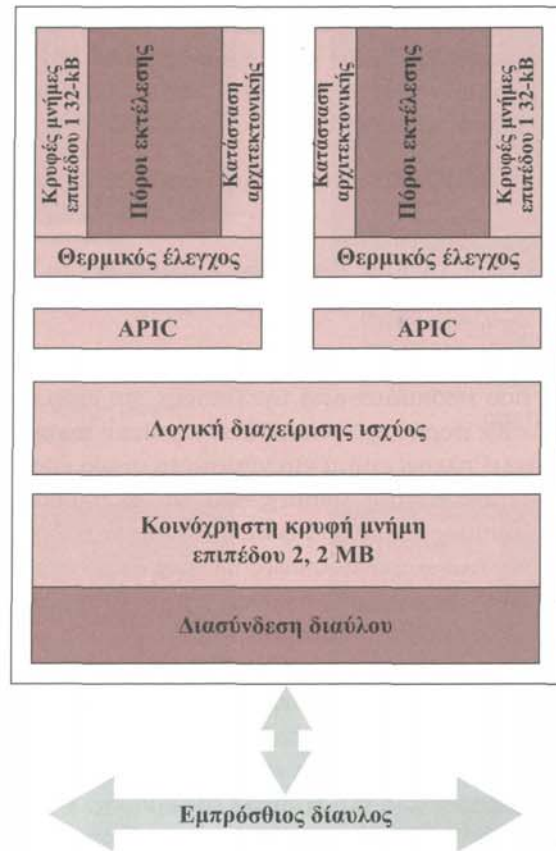 Κρυφές μνήμες
επιπέδου 1 32-kB
Πόροι εκτέλεσης
Κατάσταση
αρχιτεκτονικής
Κατάσταση
αρχιτεκτονικής
Πόροι εκτέλεσης
Κρυφές μνήμες
επιπέδου 1 32-kB
Θερμικός έλεγχος
Θερμικός έλεγχος
APIC
APIC
Λογική διαχείρισης ισχύος
Κοινόχρηστη κρυφή μνήμη
επιπέδου 2, 2 MB
Διασύνδεση διαύλου
Εμπρόσθιος δίαυλος